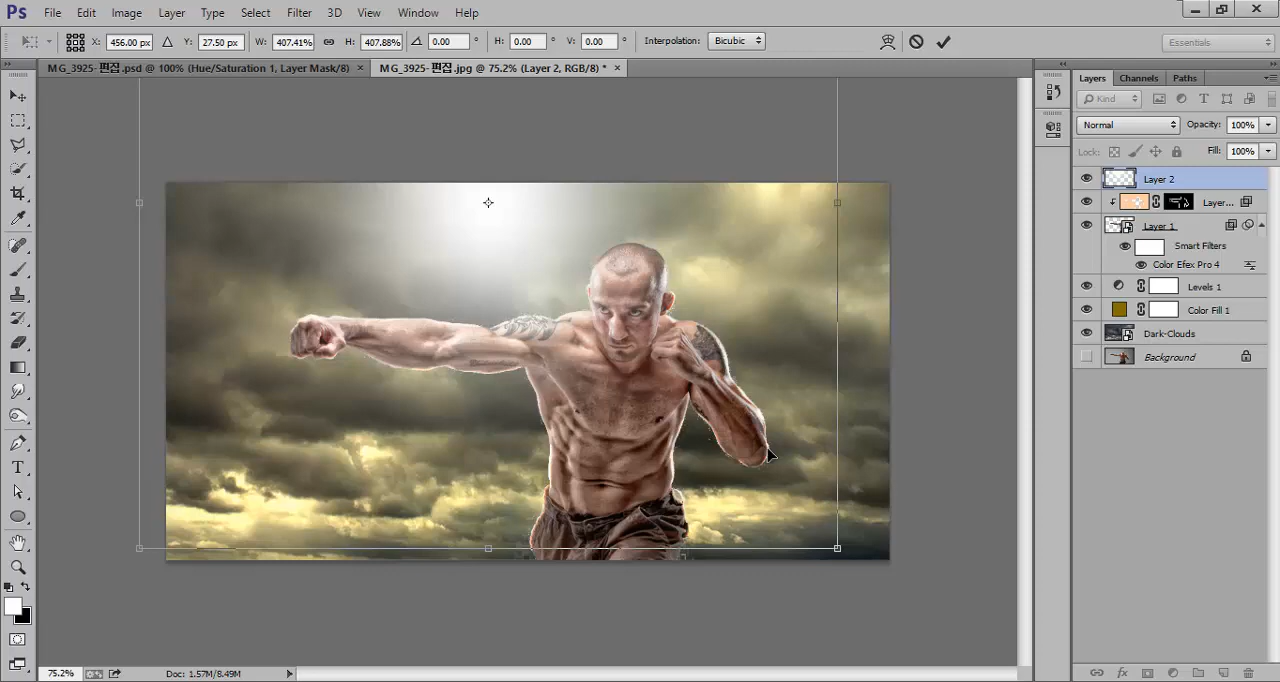 Ps File Edit Image Layer Type Select Filter 3D View Window Help
X: 456.00 px Y: 27.50 px W: 407.41% H: 407.88% 0.00 ° H: 0.00 ° V: 0.00 ° Interpolation: Bicubic Essentials
MG_3925-편집.psd @ 100% (Hue/Saturation 1, Layer Mask/8) × MG_3925-편집.jpg @ 75.2% (Layer 2, RGB/8) * ×
Layers Channels Paths
Kind
Normal Opacity: 100%
Lock: Fill: 100%
Layer 2
Layer...
Layer 1
Smart Filters
Color Efex Pro 4
Levels 1
Color Fill 1
Dark-Clouds
Background
75.2% Doc: 1.57M/8.49M